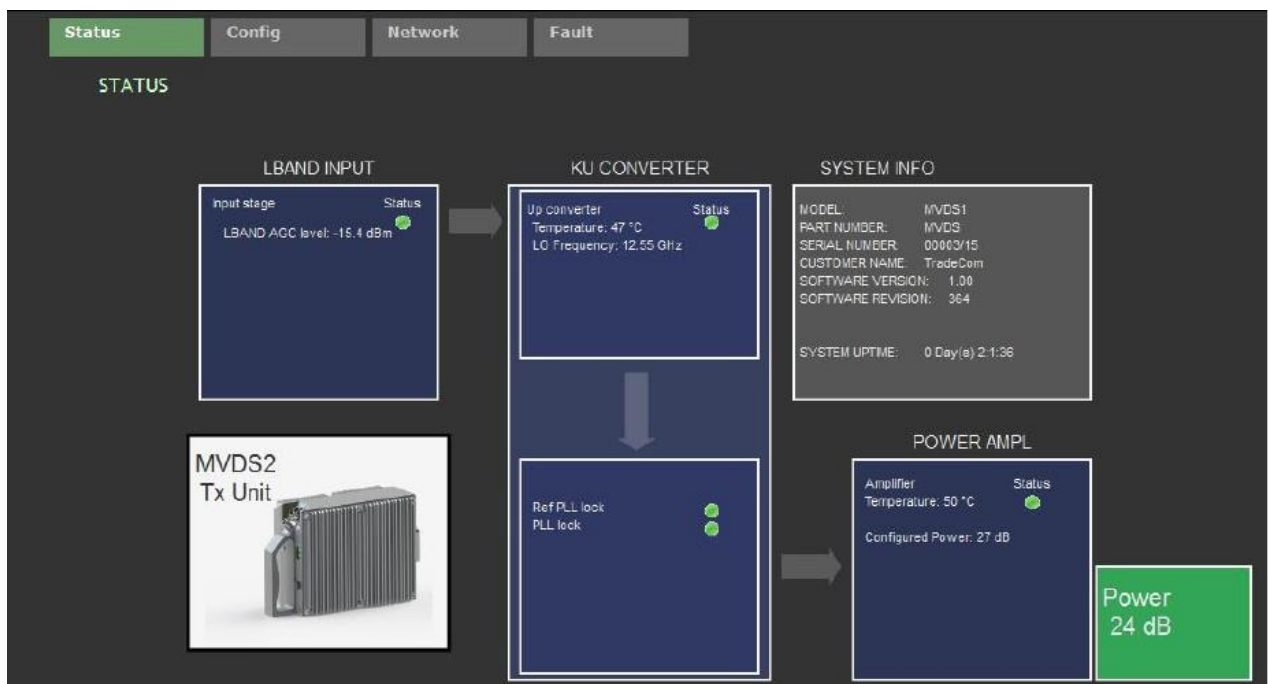 Status Config Network Fault
STATUS
LBAND INPUT
Input stage Status
LBAND AGC level: -15.4 dBm
KU CONVERTER
Up converter Status
Temperature: 47 °C
LO Frequency: 12.55 GHz
Ref PLL lock
PLL lock
SYSTEM INFO
MODEL: MVDS1
PART NUMBER: MVDS
SERIAL NUMBER: 00003/15
CUSTOMER NAME: TradeCom
SOFTWARE VERSION: 1.00
SOFTWARE REVISION: 364
SYSTEM UPTIME: 0 Day(s) 2:1:36
MVDS2
Tx Unit
POWER AMPL
Amplifier Status
Temperature: 50 °C
Configured Power: 27 dB
Power
24 dB